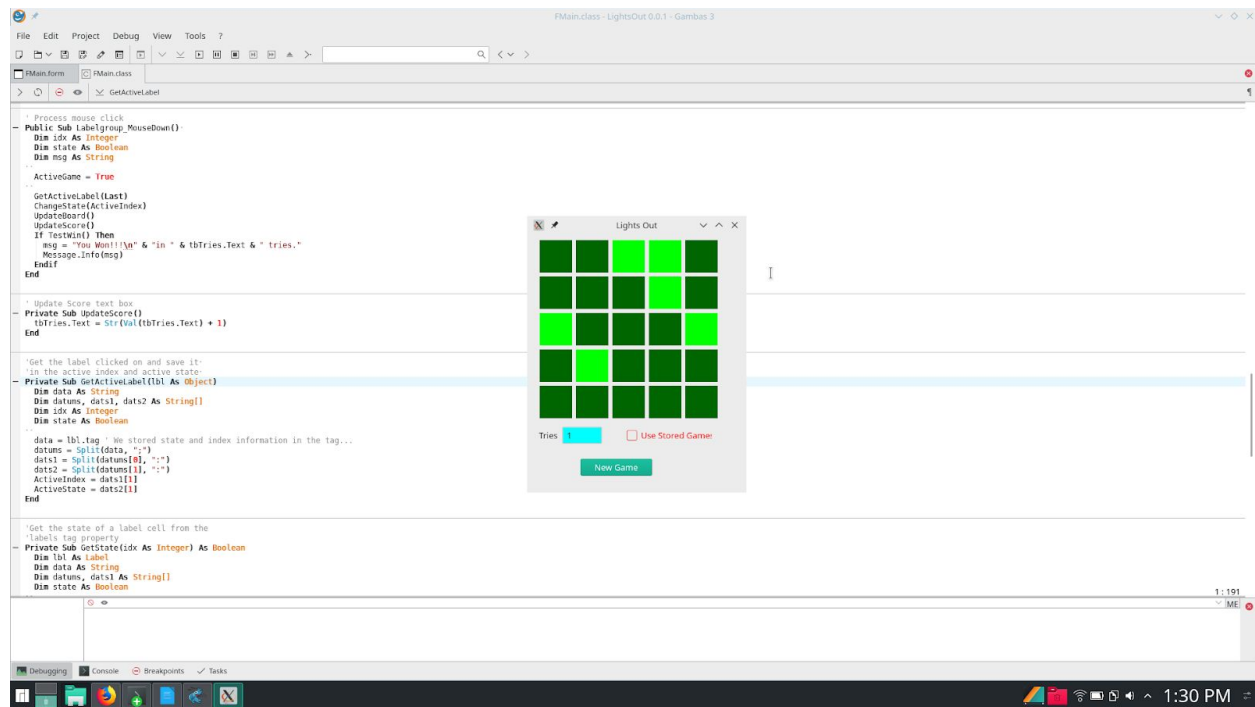 FMain.class - LightsOut 0.0.1 - Gambas 3
File Edit Project Debug View Tools ?
FMain.form FMain.class
GetActiveLabel
' Process mouse click
Public Sub Labelgroup_MouseDown()
Dim idx As Integer
Dim state As Boolean
Dim msg As String
ActiveGame = True
GetActiveLabel(Last)
ChangeState(ActiveIndex)
UpdateBoard()
UpdateScore()
If TestWin() Then
msg = "You Won!!!\n" & "in " & tbTries.Text & " tries."
Message.Info(msg)
Endif
End
' Update Score text box
Private Sub UpdateScore()
tbTries.Text = Str(Val(tbTries.Text) + 1)
End
'Get the label clicked on and save it
'in the active index and active state
Private Sub GetActiveLabel(lbl As Object)
Dim data As String
Dim datums, dats1, dats2 As String[]
Dim idx As Integer
Dim state As Boolean
data = lbl.tag ' We stored state and index information in the tag...
datums = Split(data, ";")
dats1 = Split(datums[0], ":")
dats2 = Split(datums[1], ":")
ActiveIndex = dats1[1]
ActiveState = dats2[1]
End
'Get the state of a label cell from the
'labels tag property
Private Sub GetState(idx As Integer) As Boolean
Dim lbl As Label
Dim data As String
Dim datums, dats1 As String[]
Dim state As Boolean
Lights Out
Tries 1 Use Stored Game
New Game
1 : 191
ME
Debugging Console Breakpoints Tasks
1:30 PM